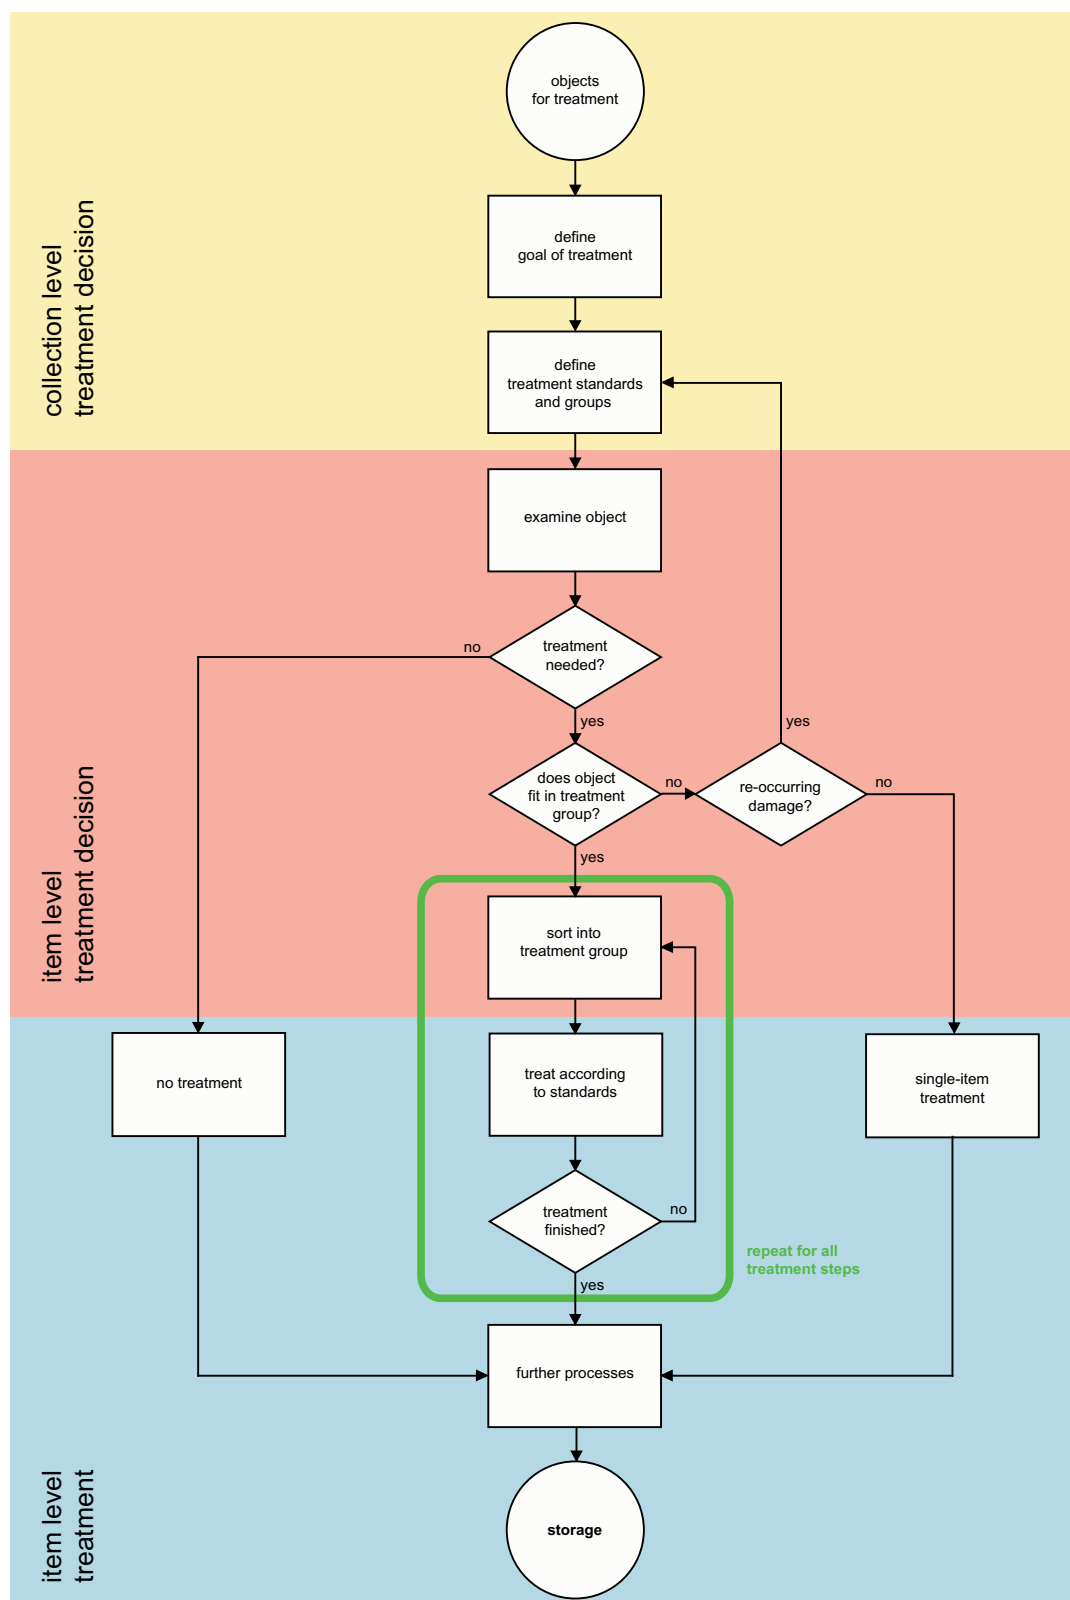 objects
for treatment
define
goal of treatment
collection level
treatment decision
define
treatment standards
and groups
examine object
no
treatment
needed?
yes
yes
does object
fit in treatment
group?
no
re-occurring
damage?
no
item level
treatment decision
yes
sort into
treatment group
no treatment
treat according
to standards
single-item
treatment
treatment
finished?
no
repeat for all
treatment steps
yes
further processes
item level
treatment
storage